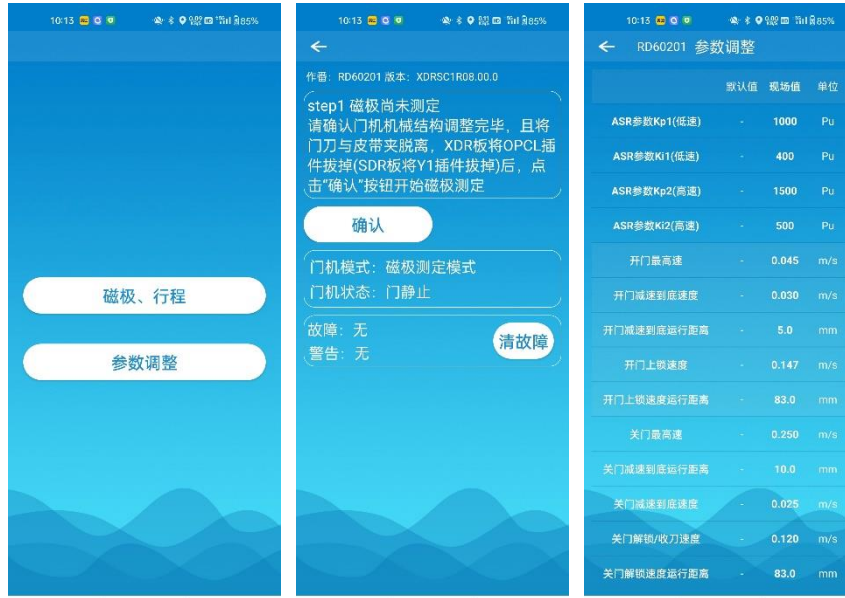 10:13
85%
磁极、行程
参数调整
10:13
85%
作番: RD60201 版本: XDRSC1R08.00.0
step1 磁极尚未测定
请确认门机机械结构调整完毕，且将
门刀与皮带夹脱离，XDR板将OPCL插
件拔掉(SDR板将Y1插件拔掉)后，点
击“确认”按钮开始磁极测定
确认
门机模式: 磁极测定模式
门机状态: 门静止
故障: 无
警告: 无
清故障
10:13
85%
RD60201 参数调整
默认值 现场值 单位
ASR参数Kp1(低速) - 1000 Pu
ASR参数Ki1(低速) - 400 Pu
ASR参数Kp2(高速) - 1500 Pu
ASR参数Ki2(高速) - 500 Pu
开门最高速 - 0.045 m/s
开门减速到底速度 - 0.030 m/s
开门减速到底运行距离 - 5.0 mm
开门上锁速度 - 0.147 m/s
开门上锁速度运行距离 - 83.0 mm
关门最高速 - 0.250 m/s
关门减速到底运行距离 - 10.0 mm
关门减速到底速度 - 0.025 m/s
关门解锁/收刀速度 - 0.120 m/s
关门解锁速度运行距离 - 83.0 mm